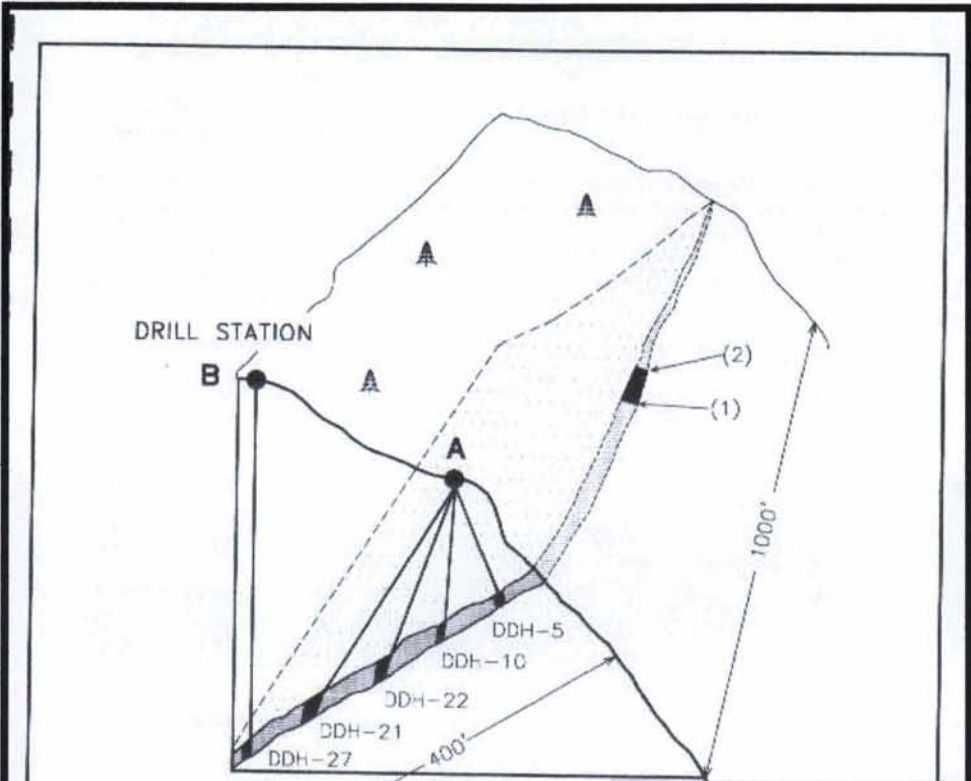 DRILL STATION
B
A
(2)
(1)
1000'
DDH-5
DDH-10
DDH-22
DDH-21
DDH-27
400'